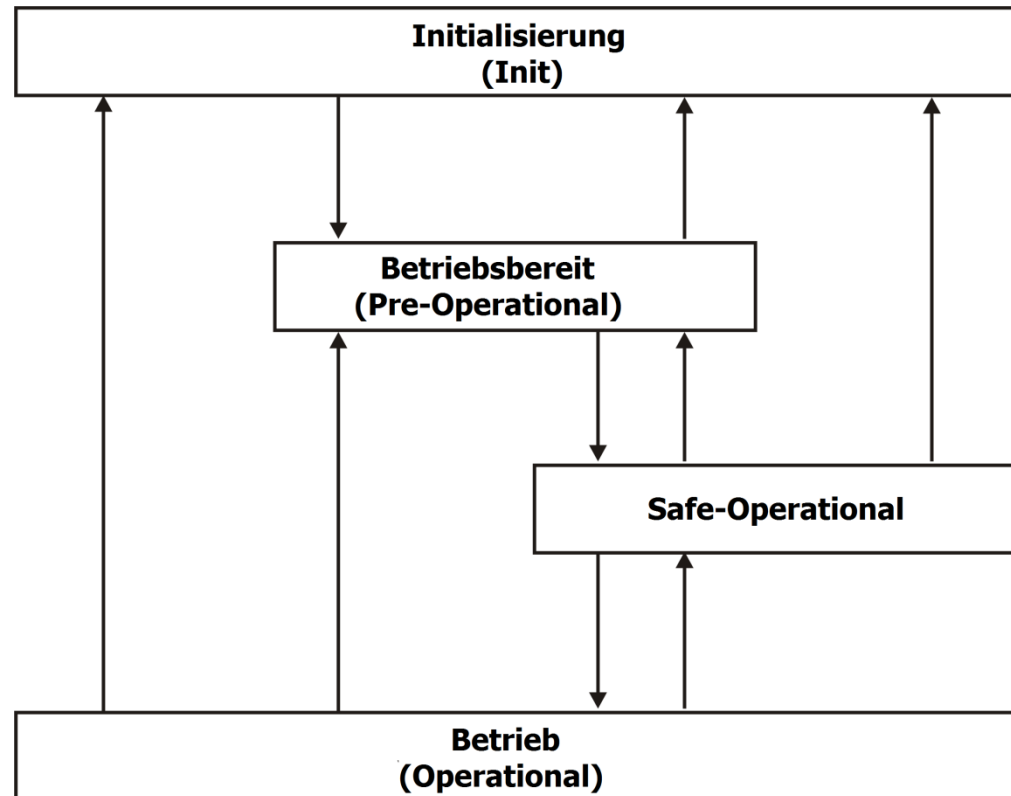 Initialisierung
(Init)
Betriebsbereit
(Pre-Operational)
Safe-Operational
Betrieb
(Operational)